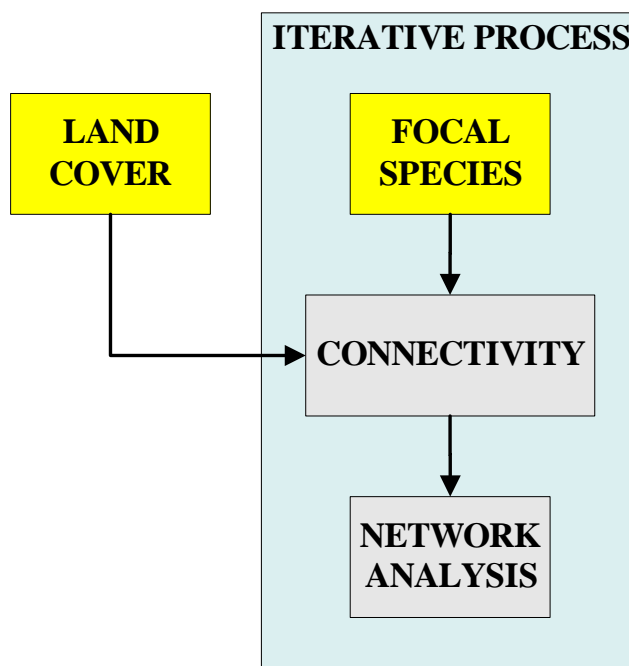 ITERATIVE PROCESS
LAND
COVER
FOCAL
SPECIES
CONNECTIVITY
NETWORK
ANALYSIS